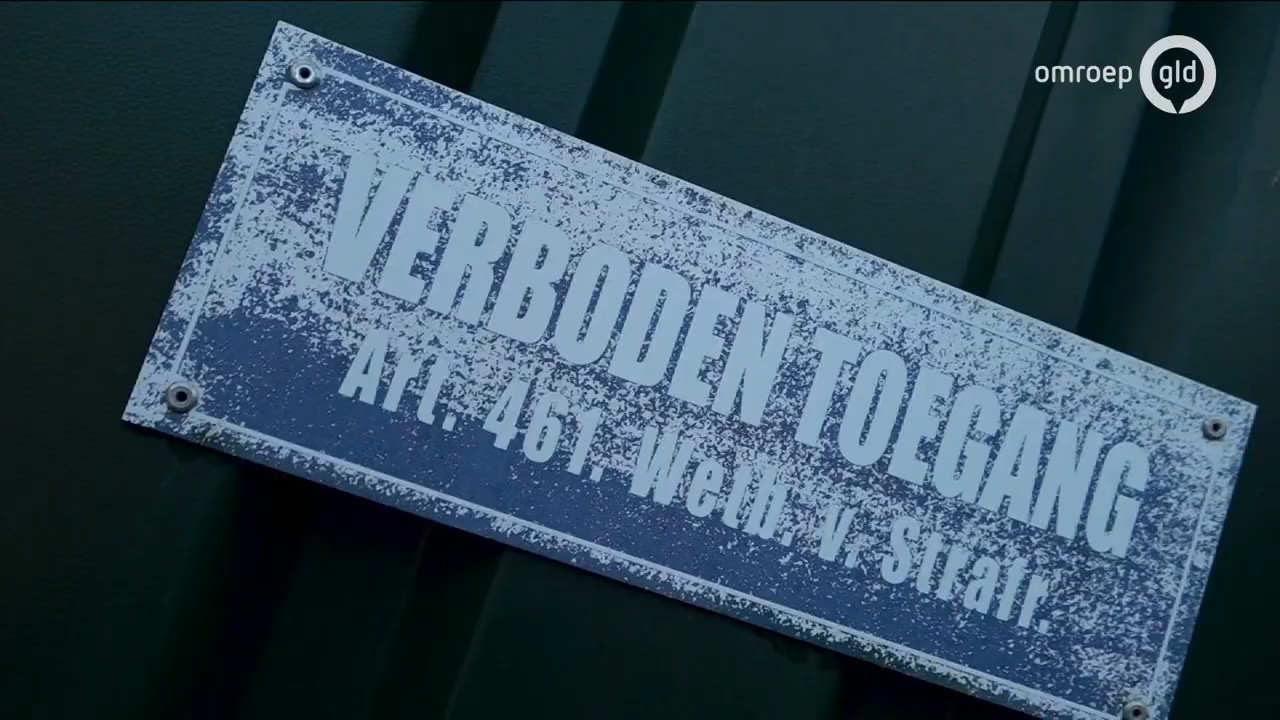 omroep gld
VERBODEN TOEGANG
Art. 461. Wetb. v. Strafr.